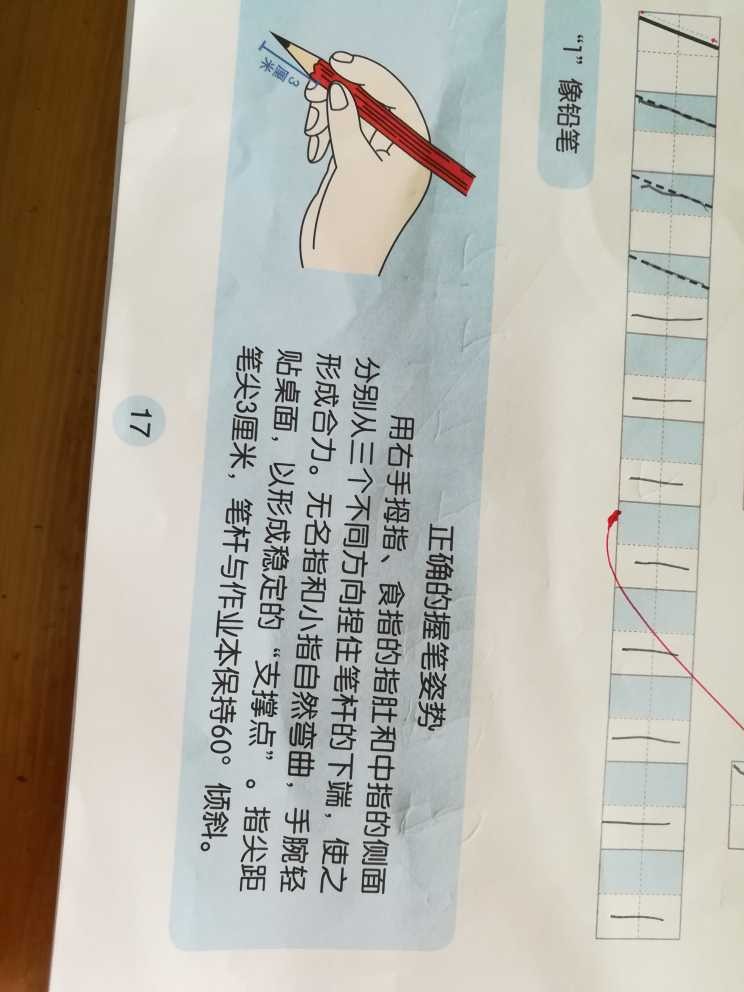 “1”像铅笔
3厘米
正确的握笔姿势
用右手拇指、食指的指肚和中指的侧面
分别从三个不同方向捏住笔杆的下端，使之
形成合力。无名指和小指自然弯曲，手腕轻
贴桌面，以形成稳定的“支撑点”。指尖距
笔尖3厘米，笔杆与作业本保持60°倾斜。
17